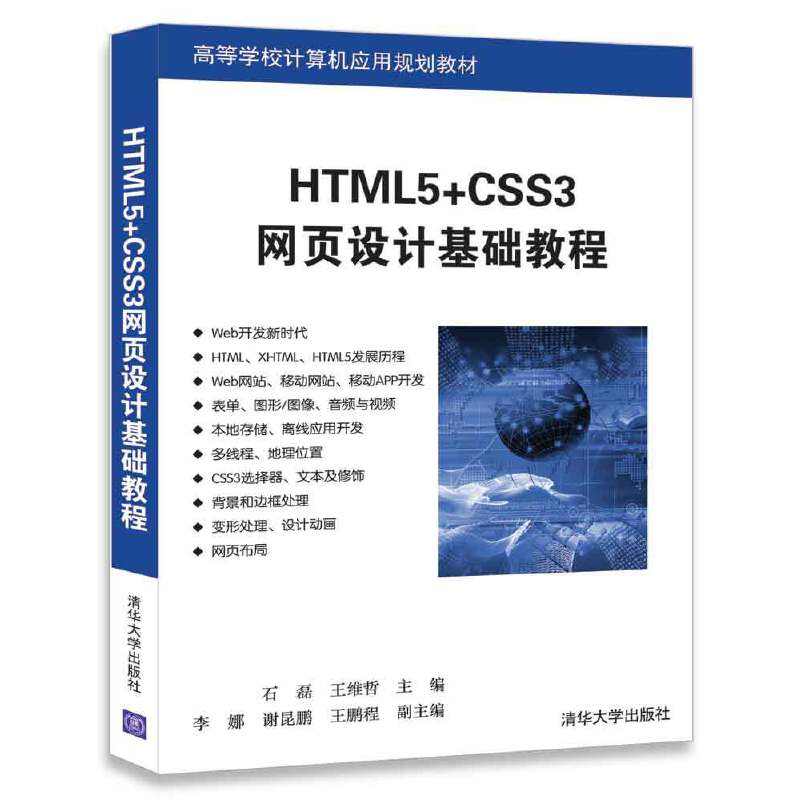 高等学校计算机应用规划教材
HTML5+CSS3
网页设计基础教程
◆ Web开发新时代
◆ HTML、XHTML、HTML5发展历程
◆ Web网站、移动网站、移动APP开发
◆ 表单、图形/图像、音频与视频
◆ 本地存储、离线应用开发
◆ 多线程、地理位置
◆ CSS3选择器、文本及修饰
◆ 背景和边框处理
◆ 变形处理、设计动画
◆ 网页布局
石 磊 王维哲 主 编
李 娜 谢昆鹏 王鹏程 副主编
清华大学出版社
HTML5+CSS3网页设计基础教程
清华大学出版社